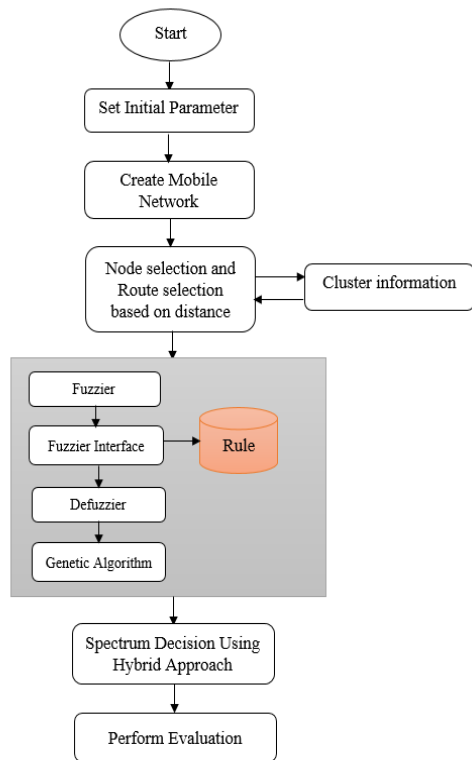 Start
Set Initial Parameter
Create Mobile
Network
Node selection and
Route selection
based on distance
Cluster information
Fuzzier
Fuzzier Interface
Rule
Defuzzier
Genetic Algorithm
Spectrum Decision Using
Hybrid Approach
Perform Evaluation